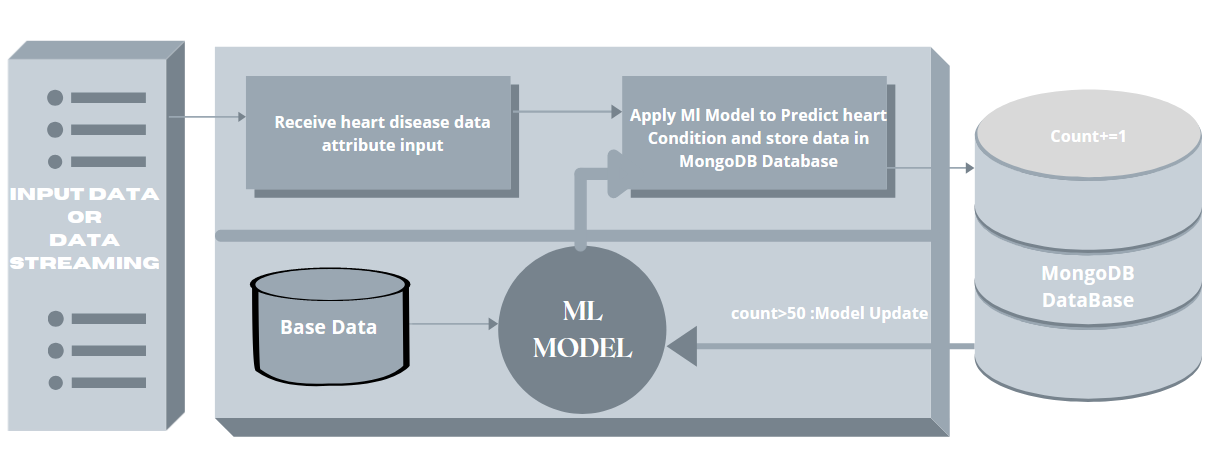 INPUT DATA
OR
DATA
STREAMING
Receive heart disease data
attribute input
Apply Ml Model to Predict heart
Condition and store data in
MongoDB Database
Count+=1
MongoDB
DataBase
Base Data
ML
MODEL
count>50 :Model Update